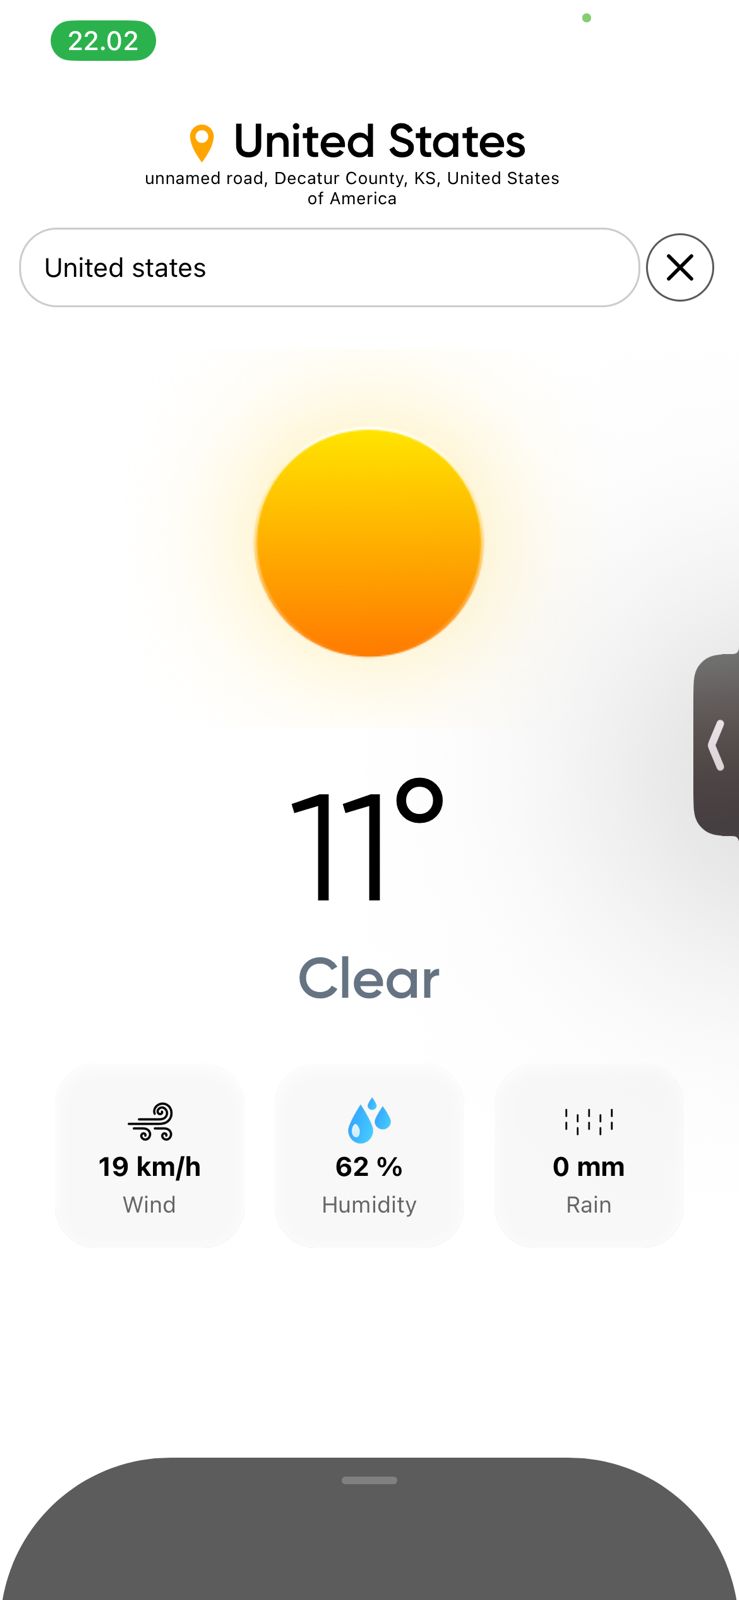 22.02
United States
unnamed road, Decatur County, KS, United States
of America
United states
11°
Clear
19 km/h
Wind
62 %
Humidity
0 mm
Rain